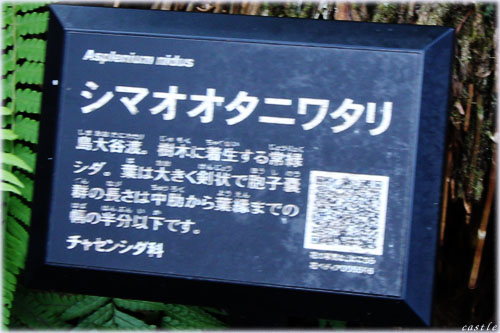 Asplenium nidus
シマオオタニワタリ
島大谷渡。樹木に着生する常緑
シダ。葉は大きく剣状で胞子嚢
群の長さは中肋から葉縁までの
幅の半分以下です。
チャセンシダ科
castle